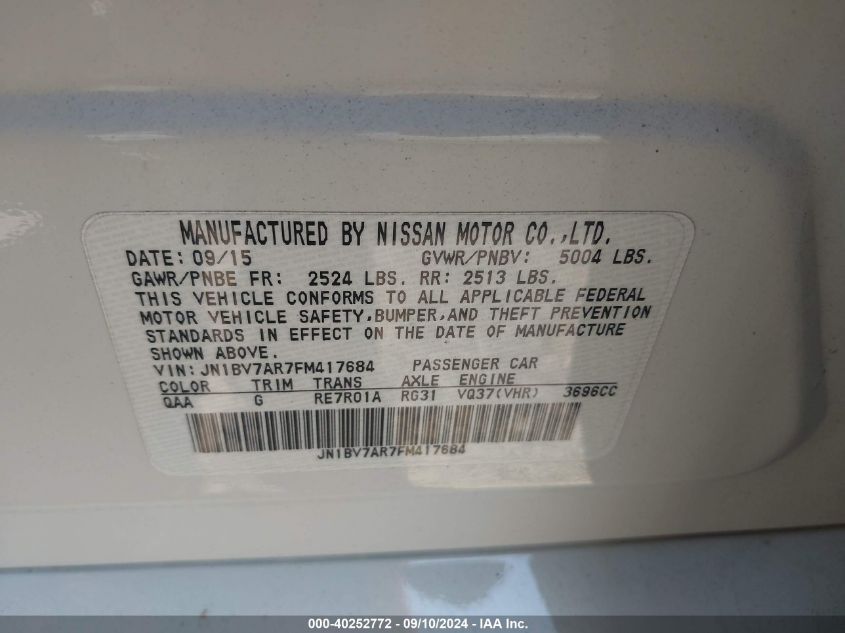 MANUFACTURED BY NISSAN MOTOR CO.,LTD.
DATE: 09/15 GVWR/PNBV: 5004 LBS.
GAWR/PNBE FR: 2524 LBS. RR: 2513 LBS.
THIS VEHICLE CONFORMS TO ALL APPLICABLE FEDERAL
MOTOR VEHICLE SAFETY,BUMPER,AND THEFT PREVENTION
STANDARDS IN EFFECT ON THE DATE OF MANUFACTURE
SHOWN ABOVE.
VIN: JN1BV7AR7FM417684 PASSENGER CAR
COLOR TRIM TRANS AXLE ENGINE
QAA G RE7R01A RG31 VQ37(VHR) 3696CC
JN1BV7AR7FM417684
000-40252772 - 09/10/2024 - IAA Inc.